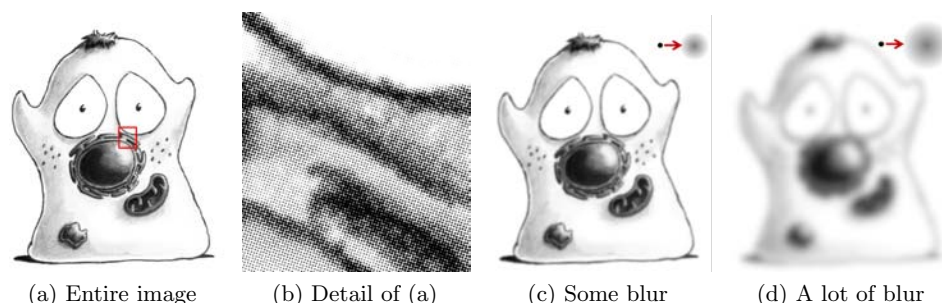 (a) Entire image
(b) Detail of (a)
(c) Some blur
(d) A lot of blur